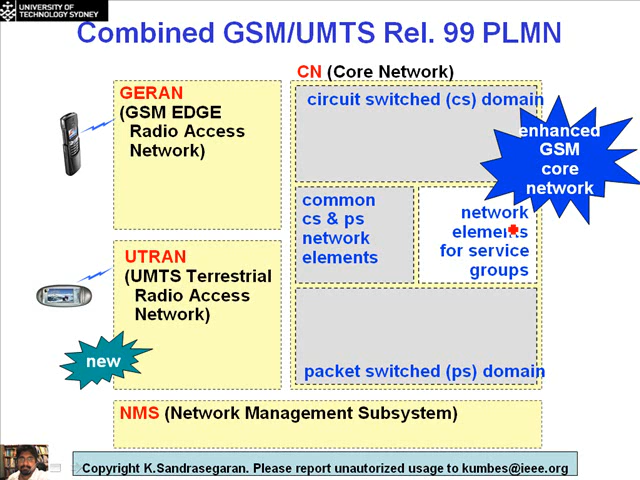 UNIVERSITY OF
TECHNOLOGY SYDNEY
Combined GSM/UMTS Rel. 99 PLMN
CN (Core Network)
GERAN
(GSM EDGE
Radio Access
Network)
circuit switched (cs) domain
enhanced
GSM
core
network
common
cs & ps
network
elements
network
elements
for service
groups
UTRAN
(UMTS Terrestrial
Radio Access
Network)
new
packet switched (ps) domain
NMS (Network Management Subsystem)
Copyright K.Sandrasegaran. Please report unauthorized usage to kumbes@ieee.org